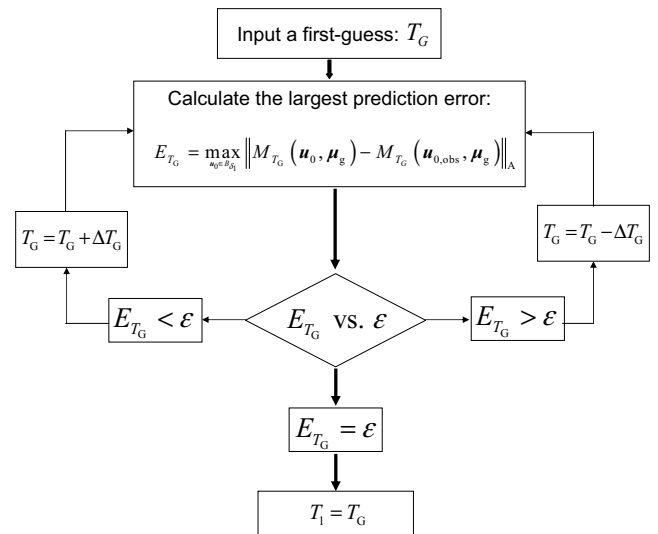 Input a first-guess: T_G
Calculate the largest prediction error:
E_{T_G} = max_{u_0∈B_{δ_1}} ‖M_{T_G}(u_0, μ_g) − M_{T_G}(u_{0,obs}, μ_g)‖_A
T_G = T_G + ΔT_G
T_G = T_G − ΔT_G
E_{T_G} < ε
E_{T_G} vs. ε
E_{T_G} > ε
E_{T_G} = ε
T_1 = T_G